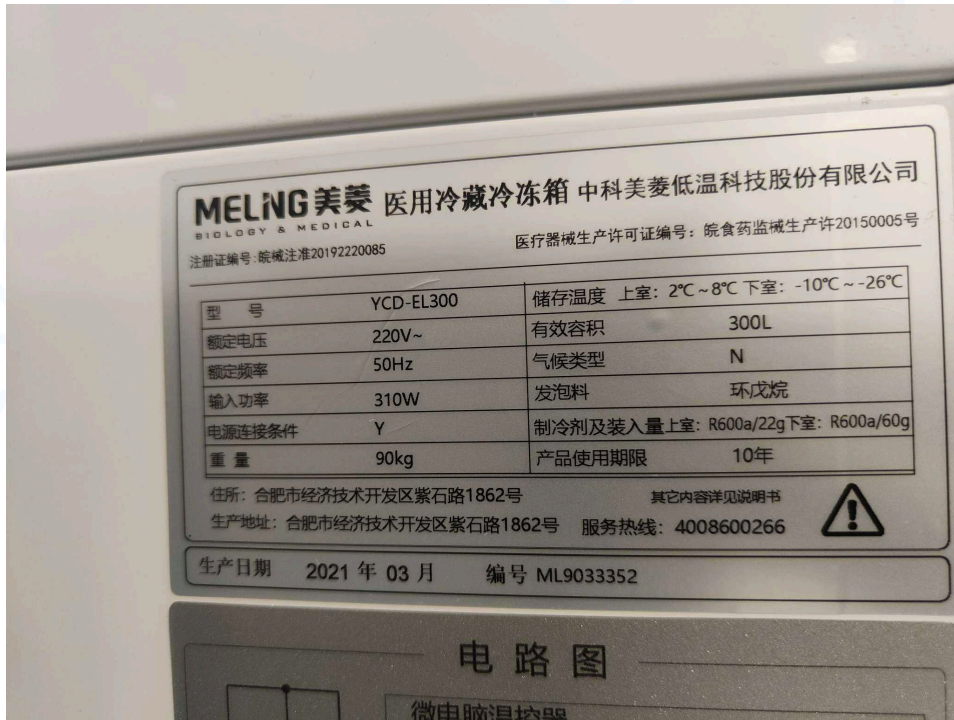 MELING美菱 医用冷藏冷冻箱 中科美菱低温科技股份有限公司
BIOLOGY & MEDICAL
注册证编号:皖械注准20192220085 医疗器械生产许可证编号：皖食药监械生产许20150005号
型 号 YCD-EL300 储存温度 上室：2℃~8℃ 下室：-10℃~-26℃
额定电压 220V~ 有效容积 300L
额定频率 50Hz 气候类型 N
输入功率 310W 发泡料 环戊烷
电源连接条件 Y 制冷剂及装入量上室：R600a/22g下室：R600a/60g
重 量 90kg 产品使用期限 10年
住所：合肥市经济技术开发区紫石路1862号 其它内容详见说明书
生产地址：合肥市经济技术开发区紫石路1862号 服务热线：4008600266
生产日期 2021 年 03 月 编号 ML9033352
电 路 图
微电脑温控器